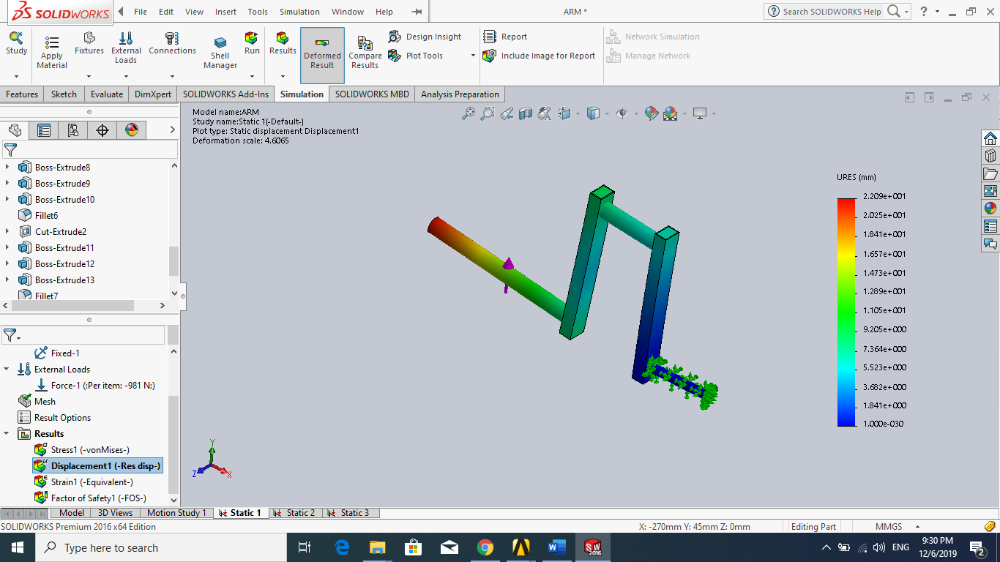 SOLIDWORKS
File Edit View Insert Tools Simulation Window Help
ARM *
Search SOLIDWORKS Help
?
Study
Apply Material
Fixtures
External Loads
Connections
Shell Manager
Run
Results
Deformed Result
Compare Results
Design Insight
Plot Tools
Report
Include Image for Report
Network Simulation
Manage Network
Features Sketch Evaluate DimXpert SOLIDWORKS Add-Ins Simulation SOLIDWORKS MBD Analysis Preparation
Model name:ARM
Study name:Static 1(-Default-)
Plot type: Static displacement Displacement1
Deformation scale: 4.6065
Boss-Extrude8
Boss-Extrude9
Boss-Extrude10
Fillet6
Cut-Extrude2
Boss-Extrude11
Boss-Extrude12
Boss-Extrude13
Fillet7
Fixed-1
External Loads
Force-1 (:Per item: -981 N:)
Mesh
Result Options
Results
Stress1 (-vonMises-)
Displacement1 (-Res disp-)
Strain1 (-Equivalent-)
Factor of Safety1 (-FOS-)
URES (mm)
2.209e+001
2.025e+001
1.841e+001
1.657e+001
1.473e+001
1.289e+001
1.105e+001
9.205e+000
7.364e+000
5.523e+000
3.682e+000
1.841e+000
1.000e-030
Y
Z
X
Model 3D Views Motion Study 1 Static 1 Static 2 Static 3
SOLIDWORKS Premium 2016 x64 Edition
X: -270mm Y: 45mm Z: 0mm
Editing Part
MMGS
Type here to search
SW 2016
ENG
9:30 PM
12/6/2019
2